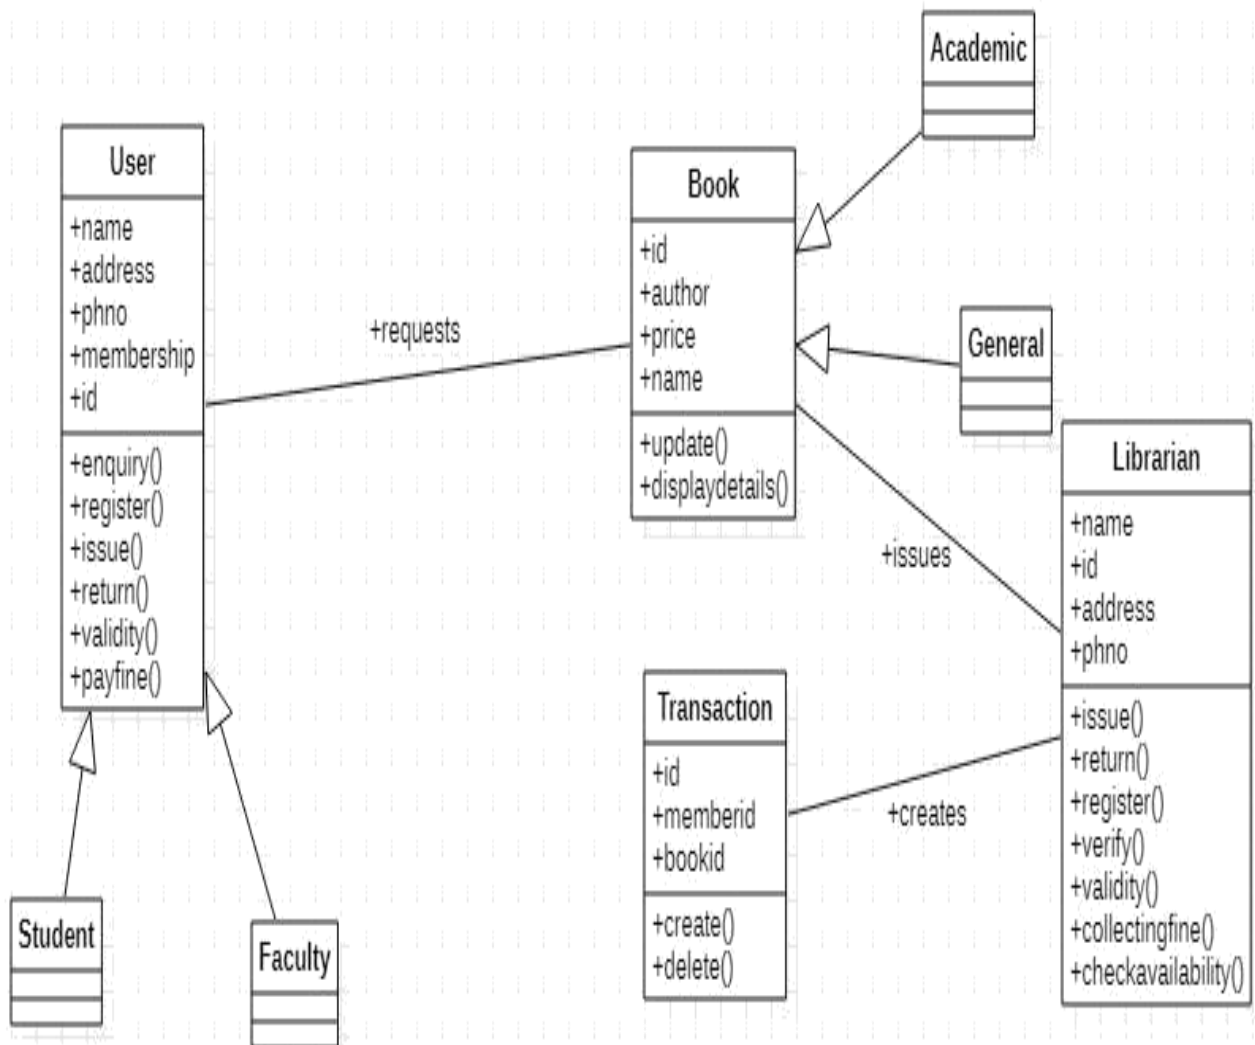 User
+name
+address
+phno
+membership
+id
+enquiry()
+register()
+issue()
+return()
+validity()
+payfine()
+requests
Book
+id
+author
+price
+name
+update()
+displaydetails()
Academic
General
+issues
Librarian
+name
+id
+address
+phno
+issue()
+return()
+register()
+verify()
+validity()
+collectingfine()
+checkavailability()
Transaction
+id
+memberid
+bookid
+create()
+delete()
+creates
Student
Faculty